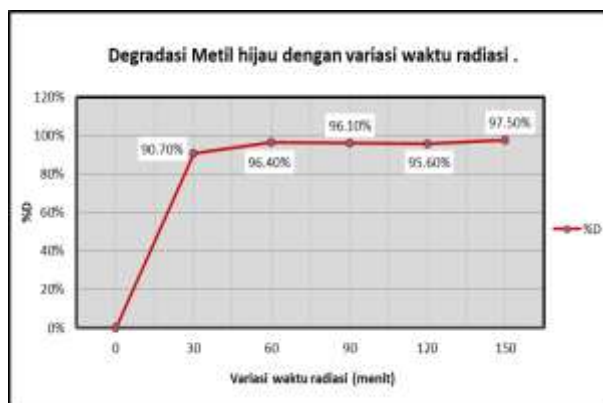 Degradasi Metil hijau dengan variasi waktu radiasi .
120%
100%
80%
60%
40%
20%
0%
%D
90.70%
96.40%
96.10%
95.60%
97.50%
%D
0 30 60 90 120 150
Variasi waktu radiasi (menit)